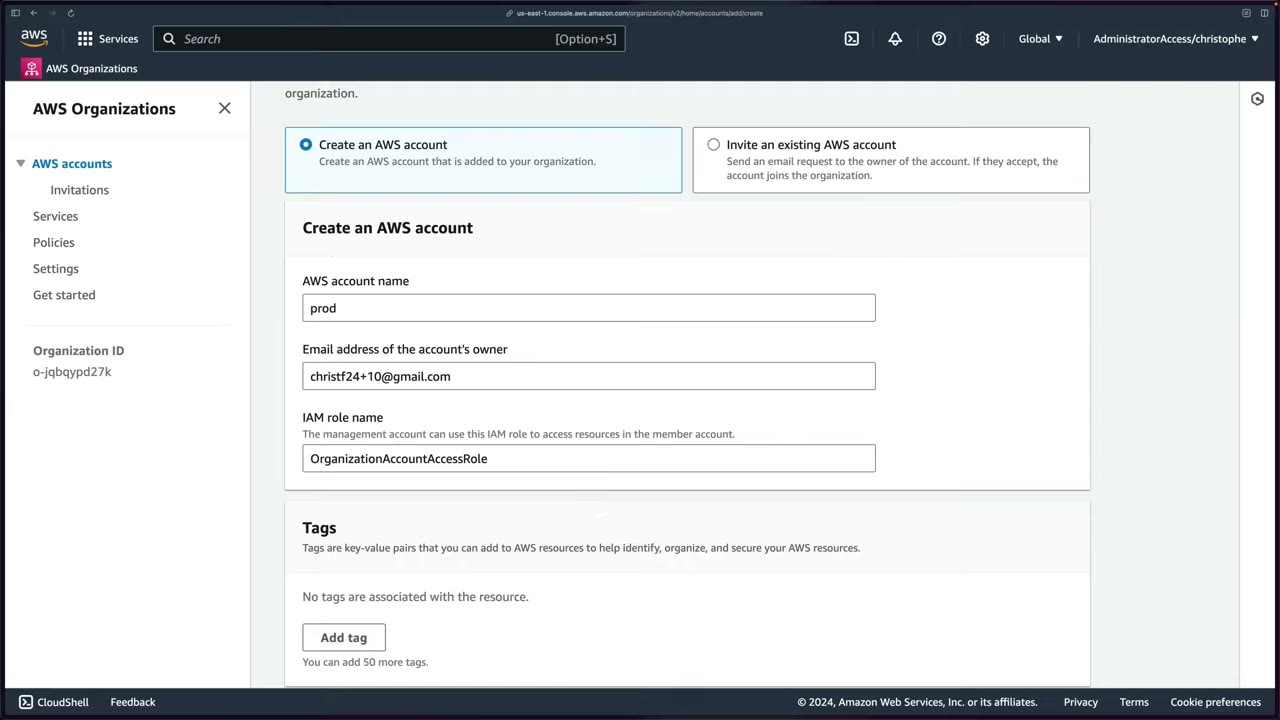 us-east-1.console.aws.amazon.com/organizations/v2/home/accounts/add/create
aws
Services
Search
[Option+S]
Global
AdministratorAccess/christophe
AWS Organizations
AWS Organizations
AWS accounts
Invitations
Services
Policies
Settings
Get started
Organization ID
o-jqbqypd27k
organization.
Create an AWS account
Create an AWS account that is added to your organization.
Invite an existing AWS account
Send an email request to the owner of the account. If they accept, the
account joins the organization.
Create an AWS account
AWS account name
prod
Email address of the account's owner
christf24+10@gmail.com
IAM role name
The management account can use this IAM role to access resources in the member account.
OrganizationAccountAccessRole
Tags
Tags are key-value pairs that you can add to AWS resources to help identify, organize, and secure your AWS resources.
No tags are associated with the resource.
Add tag
You can add 50 more tags.
CloudShell
Feedback
© 2024, Amazon Web Services, Inc. or its affiliates.
Privacy
Terms
Cookie preferences